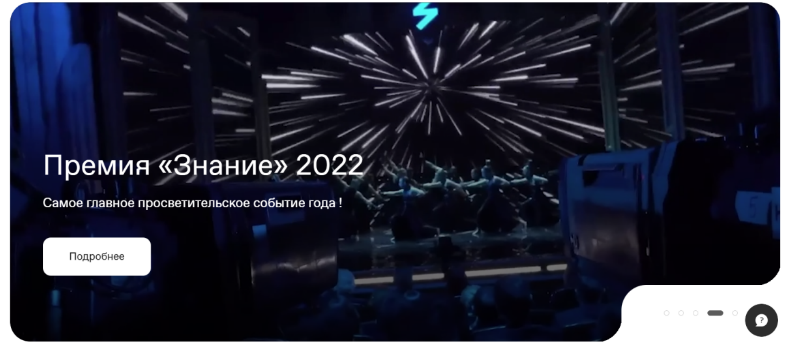 Премия «Знание» 2022
Самое главное просветительское событие года !
Подробнее